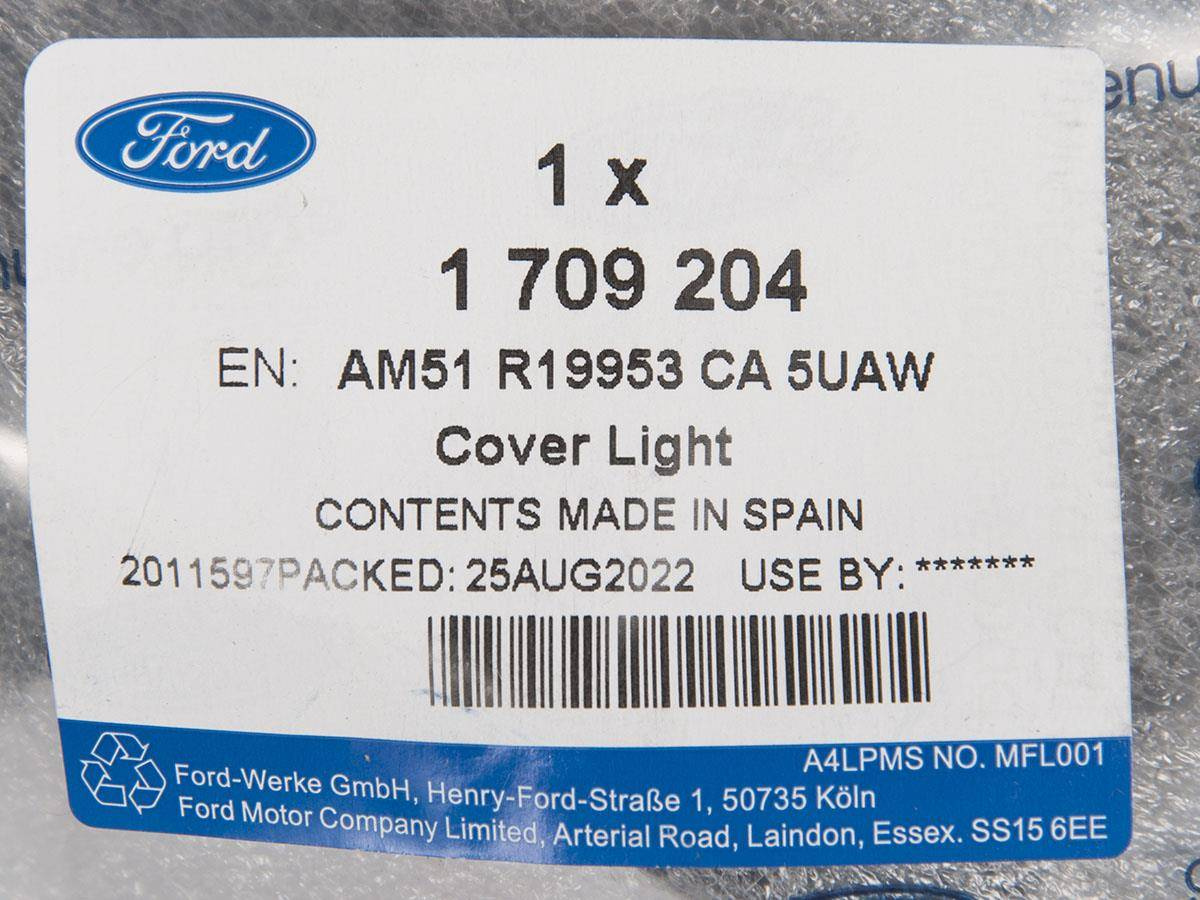 Ford
1 x
1 709 204
EN: AM51 R19953 CA 5UAW
Cover Light
CONTENTS MADE IN SPAIN
2011597PACKED: 25AUG2022 USE BY: *******
A4LPMS NO. MFL001
Ford-Werke GmbH, Henry-Ford-Straße 1, 50735 Köln
Ford Motor Company Limited, Arterial Road, Laindon, Essex. SS15 6EE